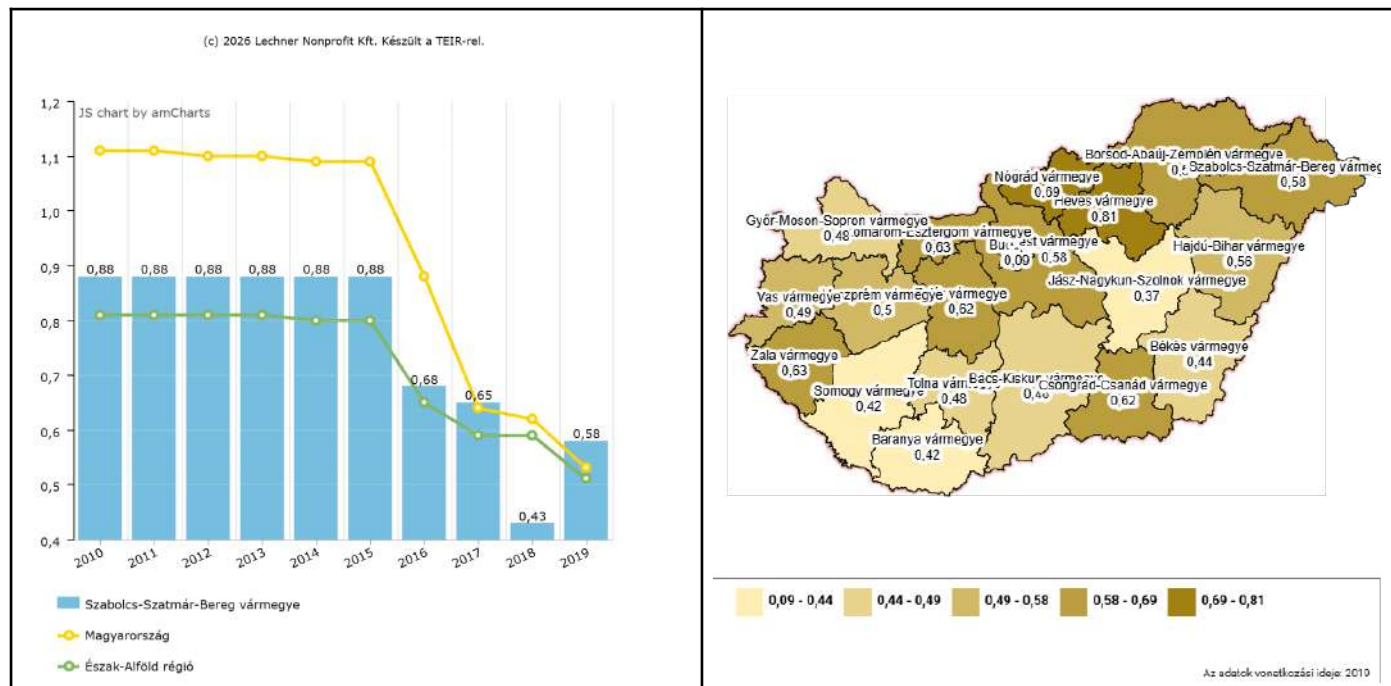 (c) 2026 Lechner Nonprofit Kft. Készült a TEIR-rel.
JS chart by amCharts
1,2
1,1
1,0
0,9
0,8
0,7
0,6
0,5
0,4
0,88 0,88 0,88 0,88 0,88 0,88 0,68 0,65 0,43 0,58
2010 2011 2012 2013 2014 2015 2016 2017 2018 2019
Szabolcs-Szatmár-Bereg vármegye
Magyarország
Észak-Alföld régió
Borsod-Abaúj-Zemplén vármegye
Szabolcs-Szatmár-Bereg
0,58
Nógrád vármegye
0,69
Heves vármegye
0,81
Győr-Moson-Sopron vármegye
0,48
vármegye
0,63
vármegye
0,09
0,58
Hajdú-Bihar vármegye
0,56
Jász-Nagykun-Szolnok vármegye
0,37
Vas vármegye
0,49
vármegye
0,5
vármegye
0,62
Békés vármegye
0,44
Zala vármegye
0,63
Somogy vármegye
0,42
Tolna
0,48
Bács-Kiskun
Csongrád-Csanád vármegye
0,62
Baranya vármegye
0,42
0,09 - 0,44
0,44 - 0,49
0,49 - 0,58
0,58 - 0,69
0,69 - 0,81
Az adatok vonatkozási ideje: 2019